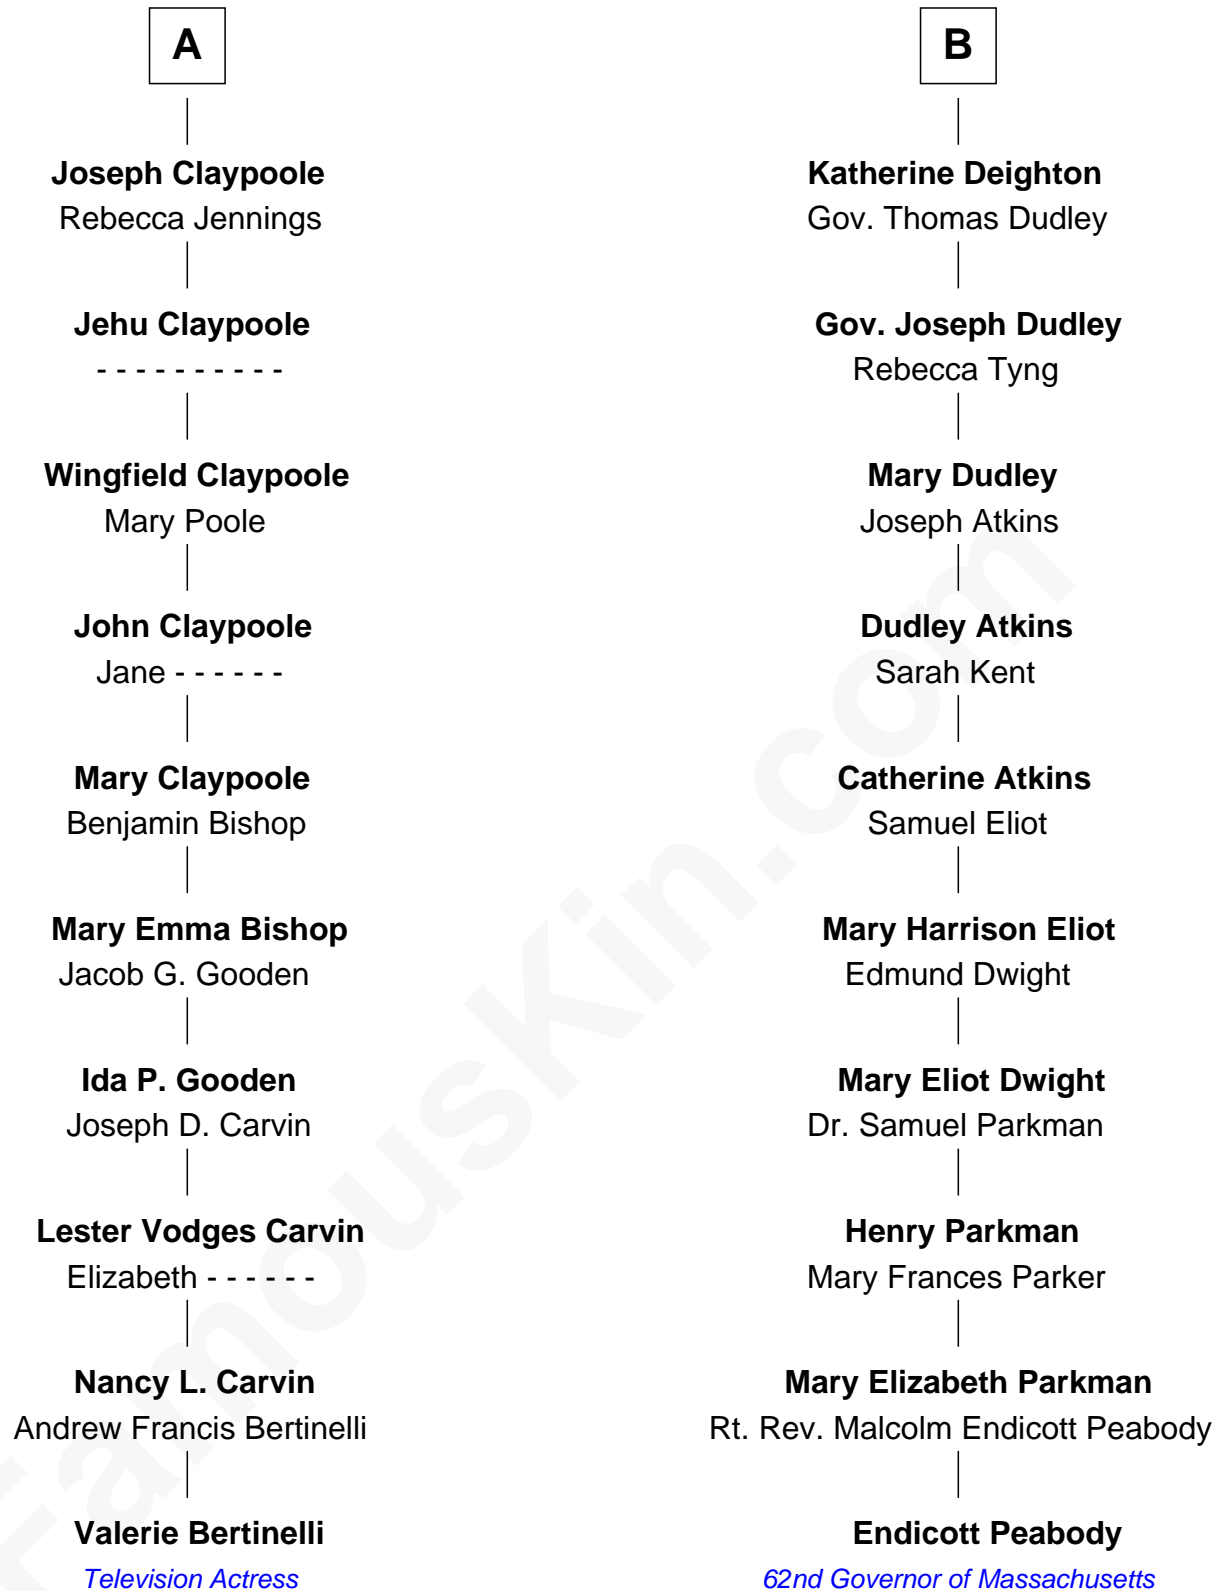 A
Joseph Claypoole
Rebecca Jennings
Jehu Claypoole
- - - - - - - - - -
Wingfield Claypoole
Mary Poole
John Claypoole
Jane - - - - - -
Mary Claypoole
Benjamin Bishop
Mary Emma Bishop
Jacob G. Gooden
Ida P. Gooden
Joseph D. Carvin
Lester Vodges Carvin
Elizabeth - - - - - -
Nancy L. Carvin
Andrew Francis Bertinelli
Valerie Bertinelli
Television Actress
B
Katherine Deighton
Gov. Thomas Dudley
Gov. Joseph Dudley
Rebecca Tyng
Mary Dudley
Joseph Atkins
Dudley Atkins
Sarah Kent
Catherine Atkins
Samuel Eliot
Mary Harrison Eliot
Edmund Dwight
Mary Eliot Dwight
Dr. Samuel Parkman
Henry Parkman
Mary Frances Parker
Mary Elizabeth Parkman
Rt. Rev. Malcolm Endicott Peabody
Endicott Peabody
62nd Governor of Massachusetts
FamousKin.com